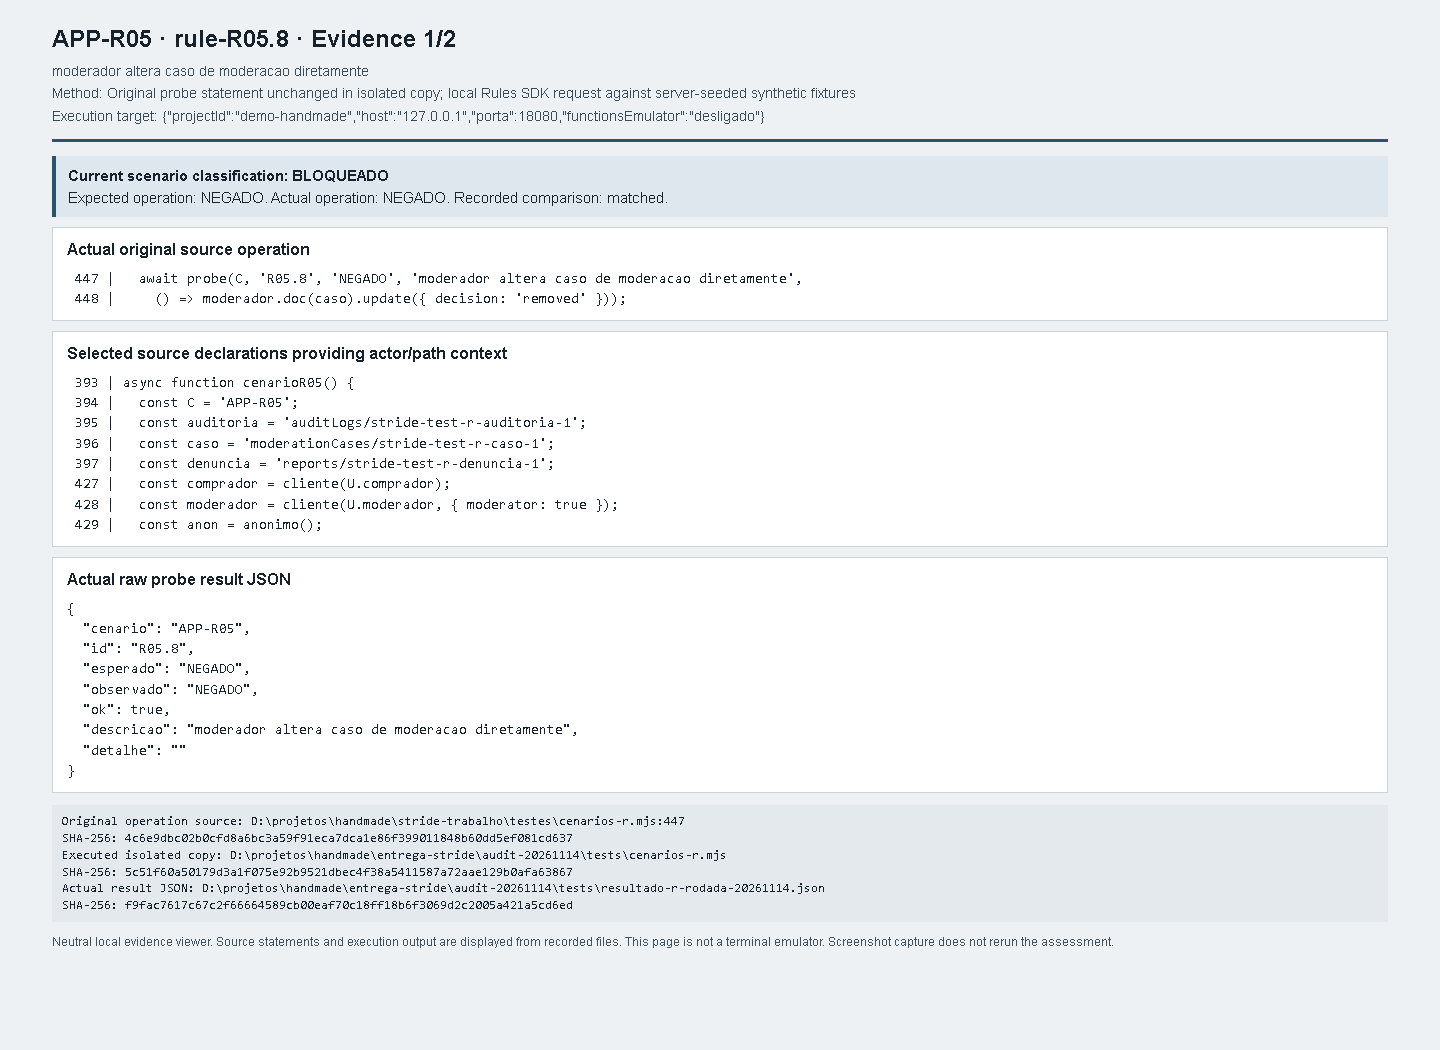 APP-R05 · rule-R05.8 · Evidence 1/2
moderador altera caso de moderacao diretamente
Method: Original probe statement unchanged in isolated copy; local Rules SDK request against server-seeded synthetic fixtures
Execution target: {"projectId":"demo-handmade","host":"127.0.0.1","porta":18080,"functionsEmulator":"desligado"}
Current scenario classification: BLOQUEADO
Expected operation: NEGADO. Actual operation: NEGADO. Recorded comparison: matched.
Actual original source operation
447 |   await probe(C, 'R05.8', 'NEGADO', 'moderador altera caso de moderacao diretamente',
448 |     () => moderador.doc(caso).update({ decision: 'removed' }));
Selected source declarations providing actor/path context
393 | async function cenarioR05() {
394 |   const C = 'APP-R05';
395 |   const auditoria = 'auditLogs/stride-test-r-auditoria-1';
396 |   const caso = 'moderationCases/stride-test-r-caso-1';
397 |   const denuncia = 'reports/stride-test-r-denuncia-1';
427 |   const comprador = cliente(U.comprador);
428 |   const moderador = cliente(U.moderador, { moderator: true });
429 |   const anon = anonimo();
Actual raw probe result JSON
{
  "cenario": "APP-R05",
  "id": "R05.8",
  "esperado": "NEGADO",
  "observado": "NEGADO",
  "ok": true,
  "descricao": "moderador altera caso de moderacao diretamente",
  "detalhe": ""
}
Original operation source: D:\projetos\handmade\stride-trabalho\testes\cenarios-r.mjs:447
SHA-256: 4c6e9dbc02b0cfd8a6bc3a59f91eca7dca1e86f399011848b60dd5ef081cd637
Executed isolated copy: D:\projetos\handmade\entrega-stride\audit-20261114\tests\cenarios-r.mjs
SHA-256: 5c51f60a50179d3a1f075e92b9521dbec4f38a5411587a72aae129b0afa63867
Actual result JSON: D:\projetos\handmade\entrega-stride\audit-20261114\tests\resultado-r-rodada-20261114.json
SHA-256: f9fac7617c67c2f66664589cb00eaf70c18ff18b6f3069d2c2005a421a5cd6ed
Neutral local evidence viewer. Source statements and execution output are displayed from recorded files. This page is not a terminal emulator. Screenshot capture does not rerun the assessment.